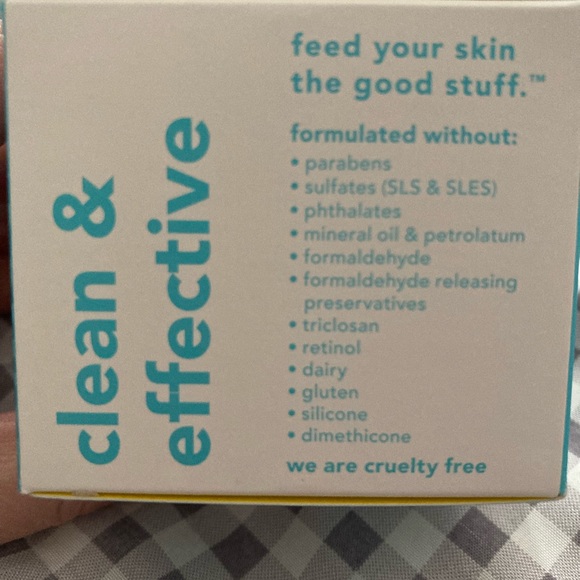 clean &
effective
feed your skin
the good stuff.™
formulated without:
• parabens
• sulfates (SLS & SLES)
• phthalates
• mineral oil & petrolatum
• formaldehyde
• formaldehyde releasing
preservatives
• triclosan
• retinol
• dairy
• gluten
• silicone
• dimethicone
we are cruelty free